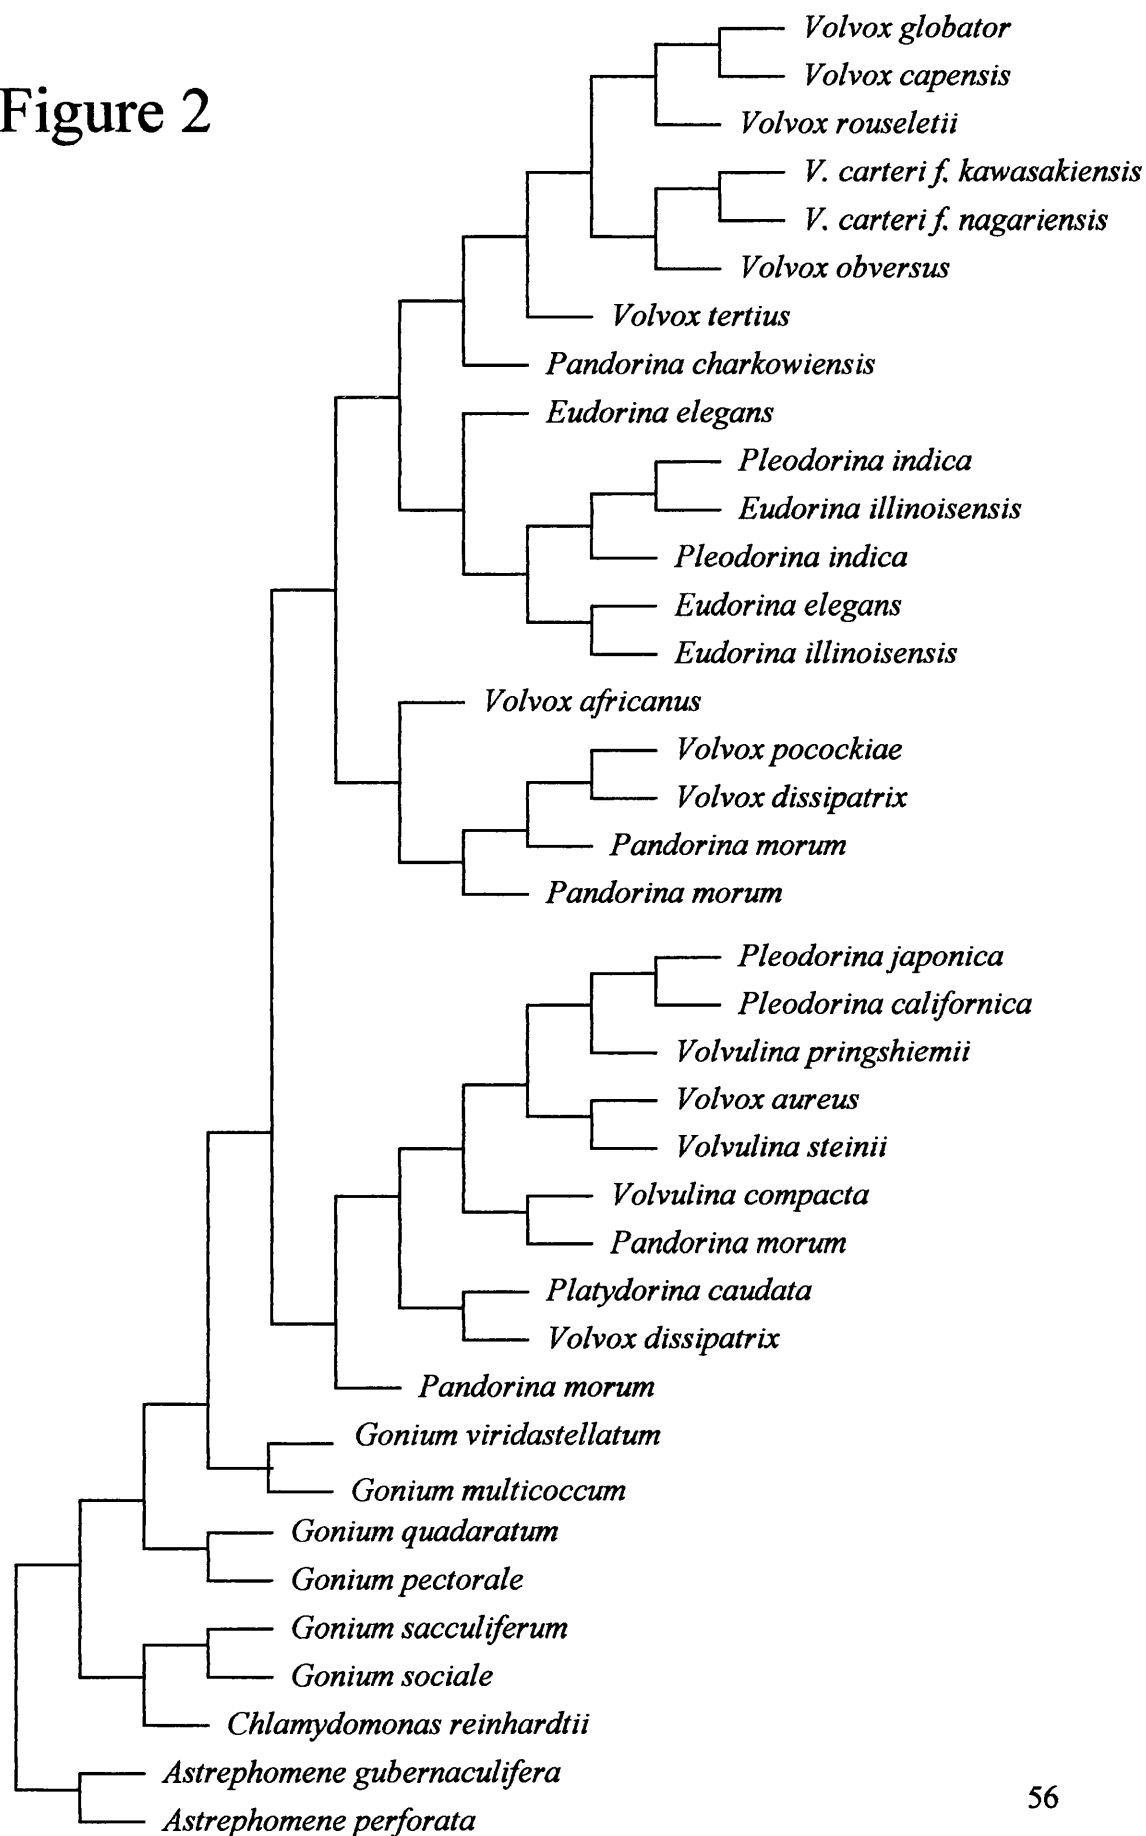 Volvox globator
Volvox capensis
Figure 2
Volvox rouseletii
V. carteri f. kawasakiensis
V. carteri f. nagariensis
Volvox obversus
Volvox tertius
Pandorina charkowiensis
Eudorina elegans
Pleodorina indica
Eudorina illinoisensis
Pleodorina indica
Eudorina elegans
Eudorina illinoisensis
Volvox africanus
Volvox pocockiae
Volvox dissipatrix
Pandorina morum
Pandorina morum
Pleodorina japonica
Pleodorina californica
Volvulina pringshiemii
Volvox aureus
Volvulina steinii
Volvulina compacta
Pandorina morum
Platydorina caudata
Volvox dissipatrix
Pandorina morum
Gonium viridastellatum
Gonium multicoccum
Gonium quadaratum
Gonium pectorale
Gonium sacculiferum
Gonium sociale
Chlamydomonas reinhardtii
Astrephomene gubernaculifera
56
Astrephomene perforata